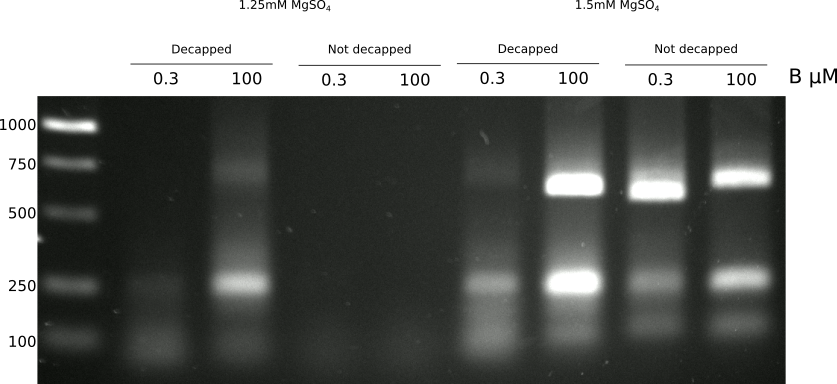 1.25mM MgSO₄ 1.5mM MgSO₄
Decapped Not decapped Decapped Not decapped
0.3 100 0.3 100 0.3 100 0.3 100 B μM
1000
750
500
250
100